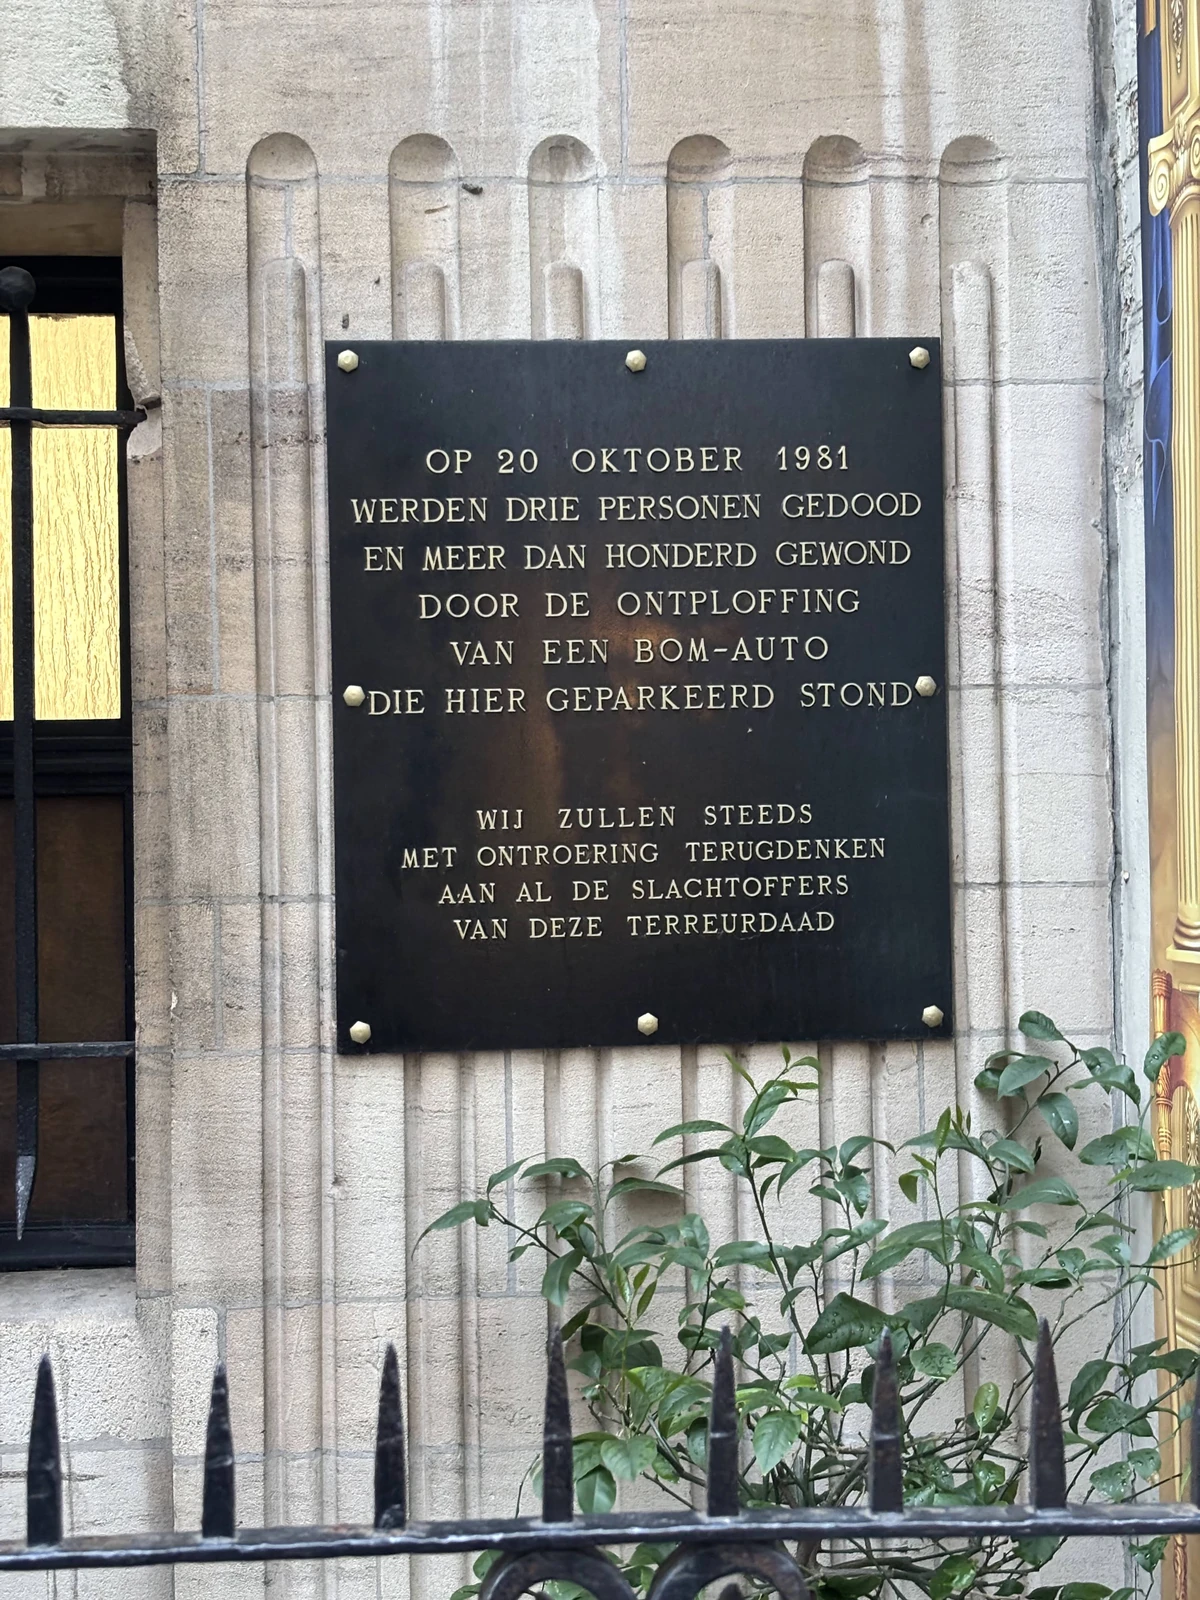 OP 20 OKTOBER 1981
WERDEN DRIE PERSONEN GEDOOD
EN MEER DAN HONDERD GEWOND
DOOR DE ONTPLOFFING
VAN EEN BOM-AUTO
DIE HIER GEPARKEERD STOND
WIJ ZULLEN STEEDS
MET ONTROERING TERUGDENKEN
AAN AL DE SLACHTOFFERS
VAN DEZE TERREURDAAD